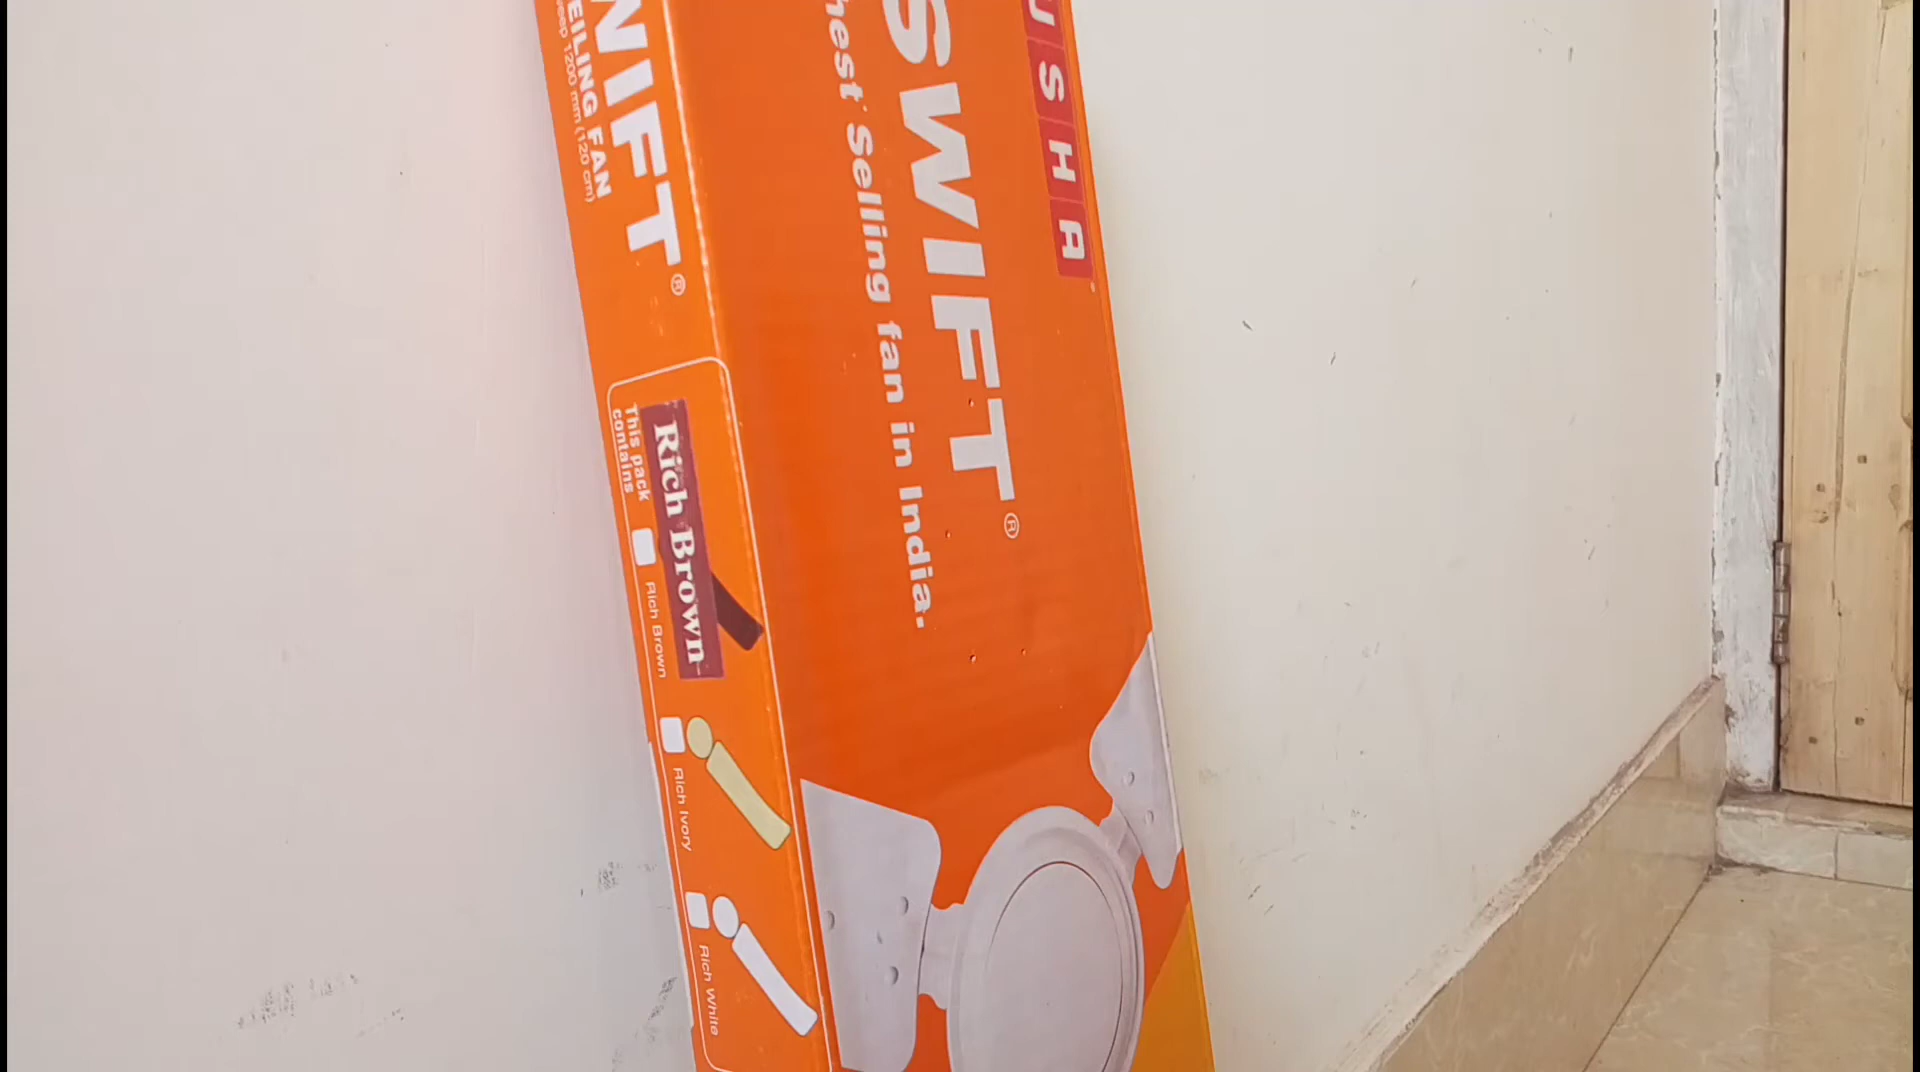 USHA
SWIFT®
hest Selling fan in India.
WIFT®
EILING FAN
eep 1200 mm (120 cm)
Rich Brown
This pack
contains
Rich Brown
Rich Ivory
Rich White